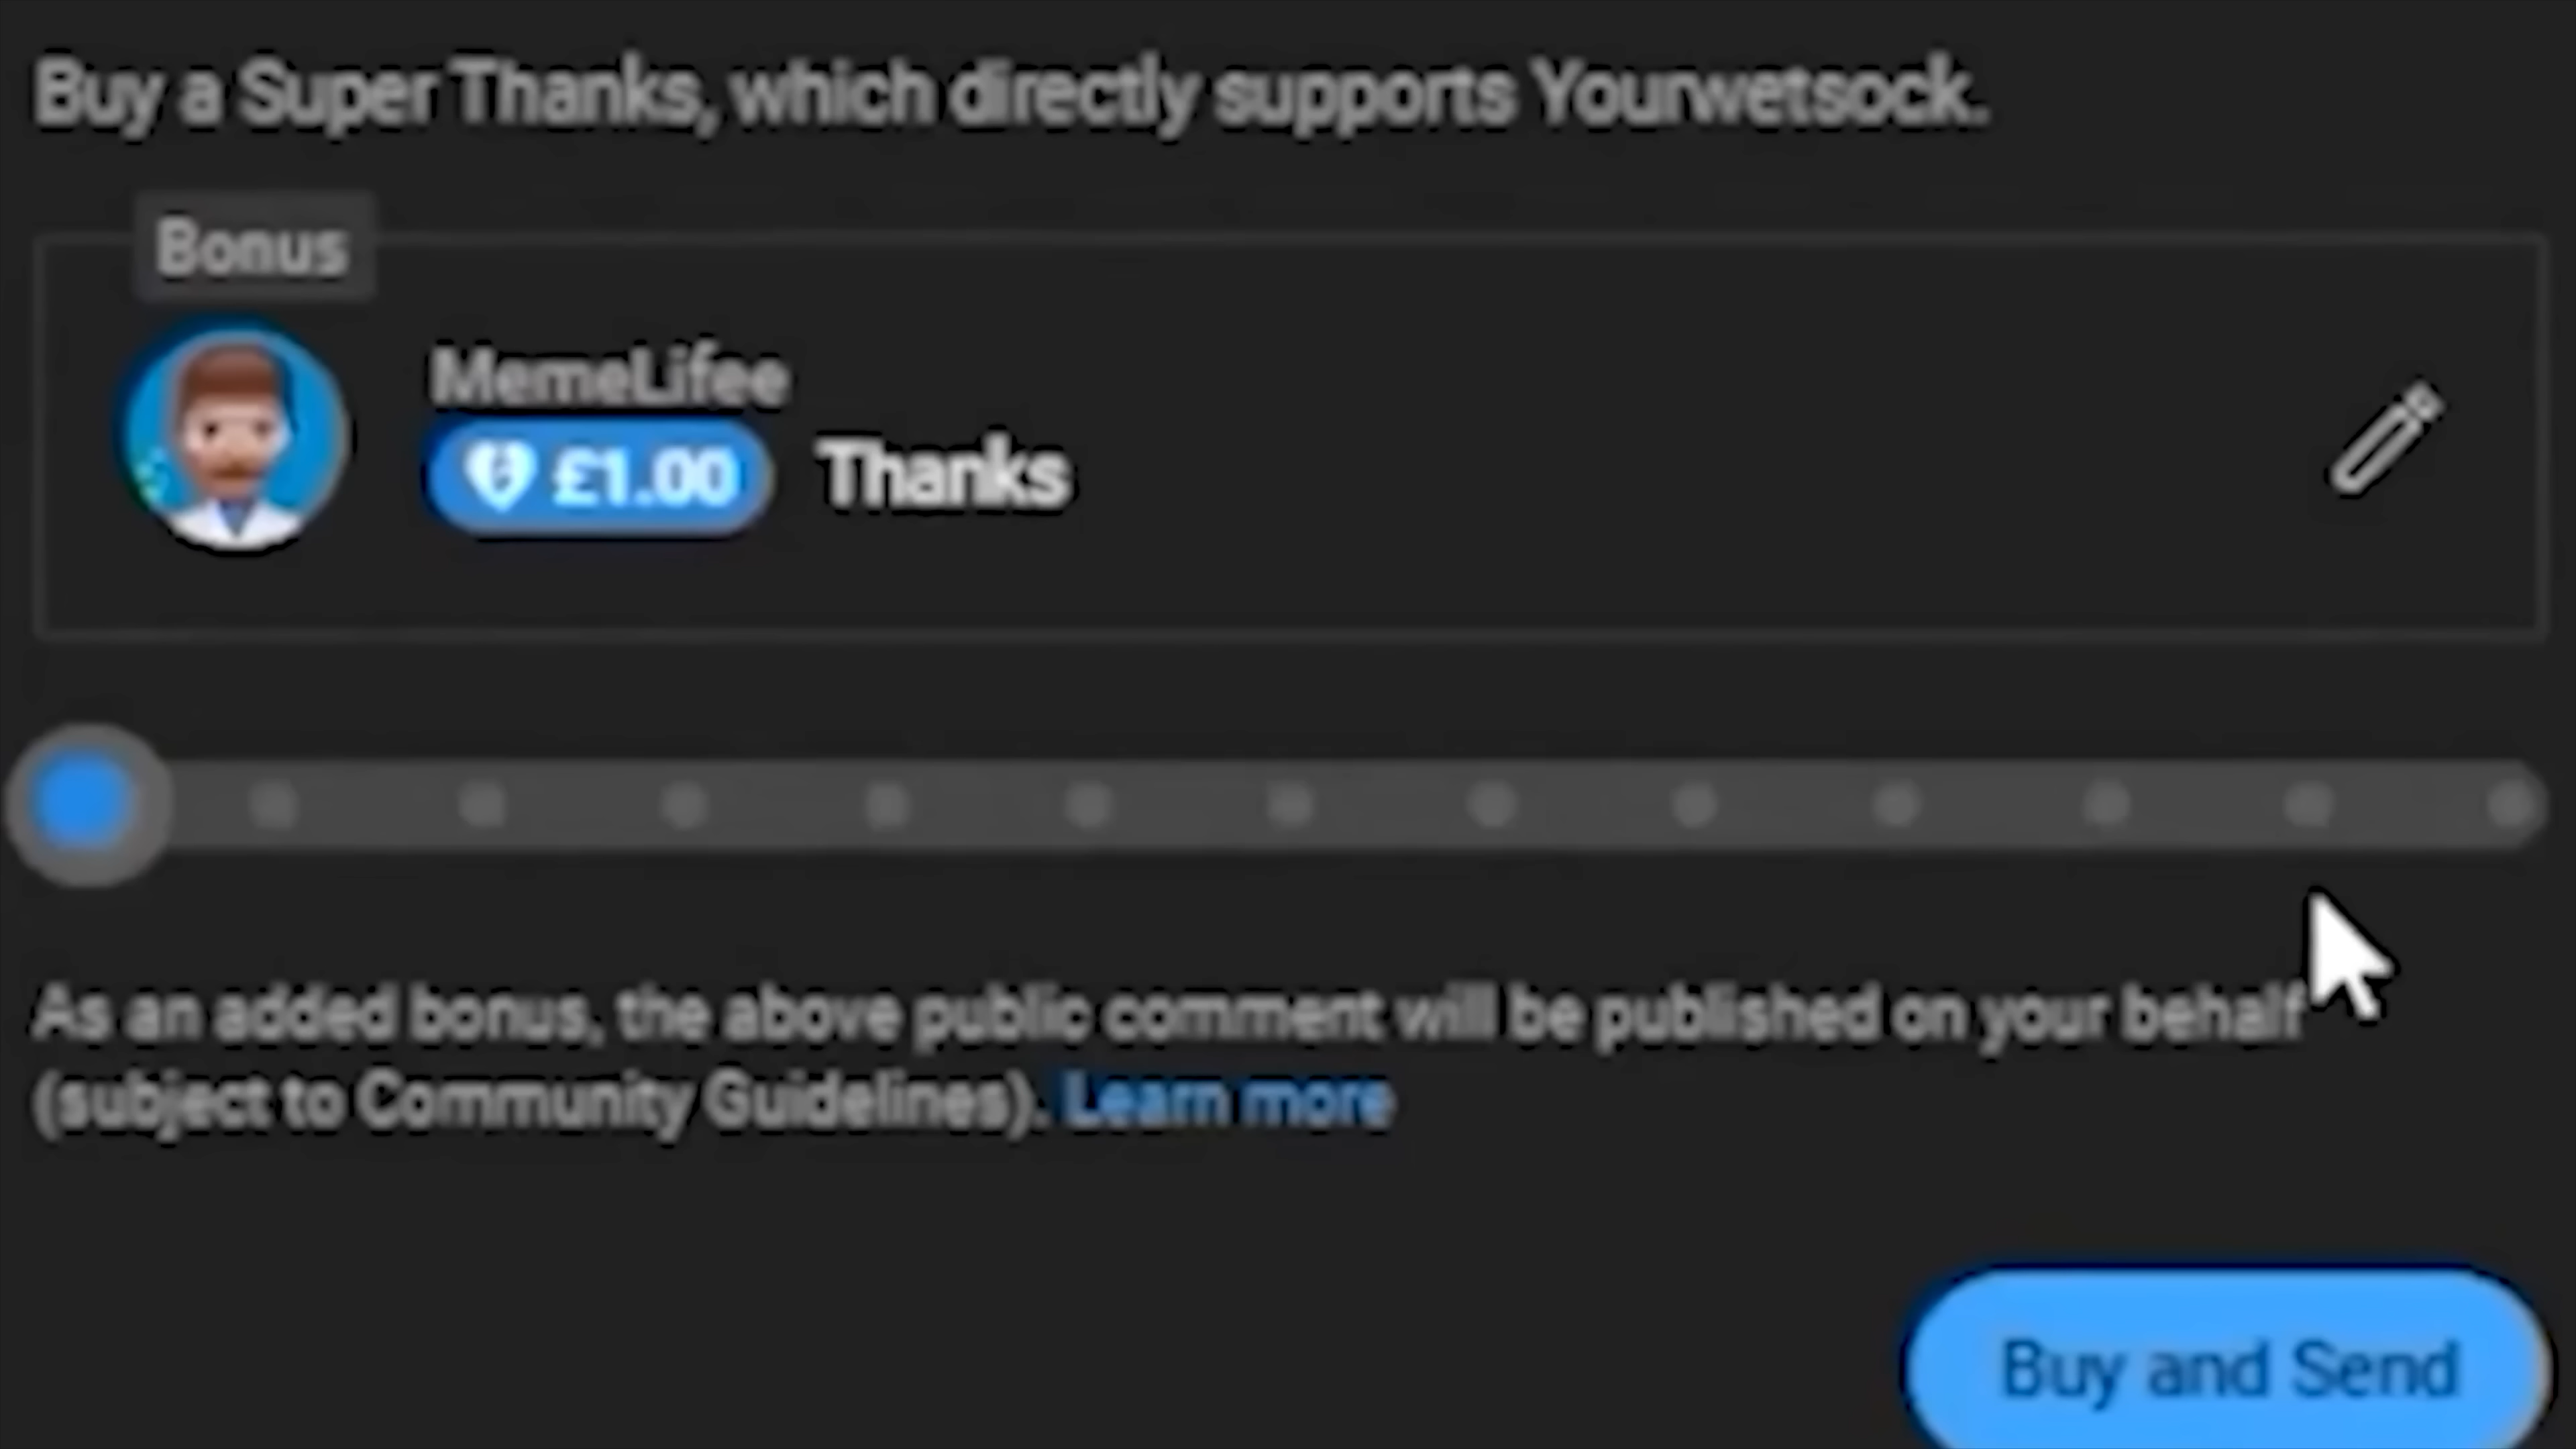 Buy a Super Thanks, which directly supports Yourwetsock.
Bonus
MemeLifee
£1.00 Thanks
As an added bonus, the above public comment will be published on your behalf
(subject to Community Guidelines). Learn more
Buy and Send